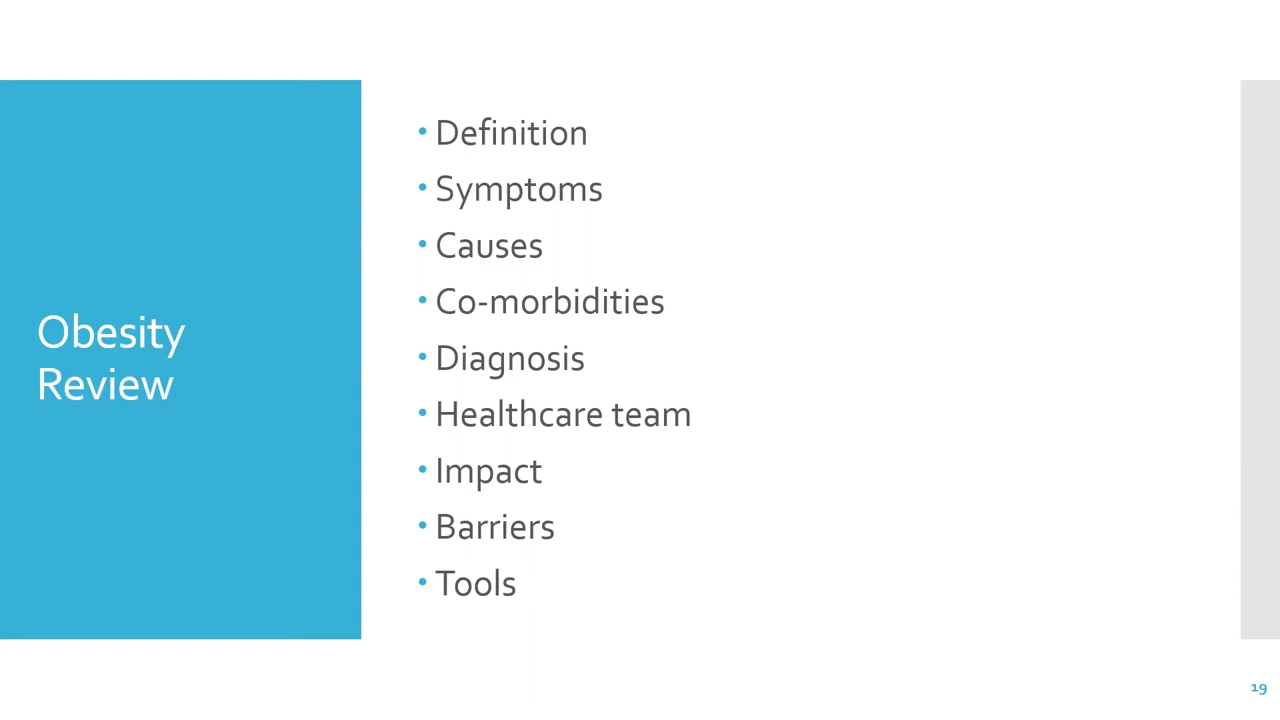 Obesity
Review
• Definition
• Symptoms
• Causes
• Co-morbidities
• Diagnosis
• Healthcare team
• Impact
• Barriers
• Tools
19